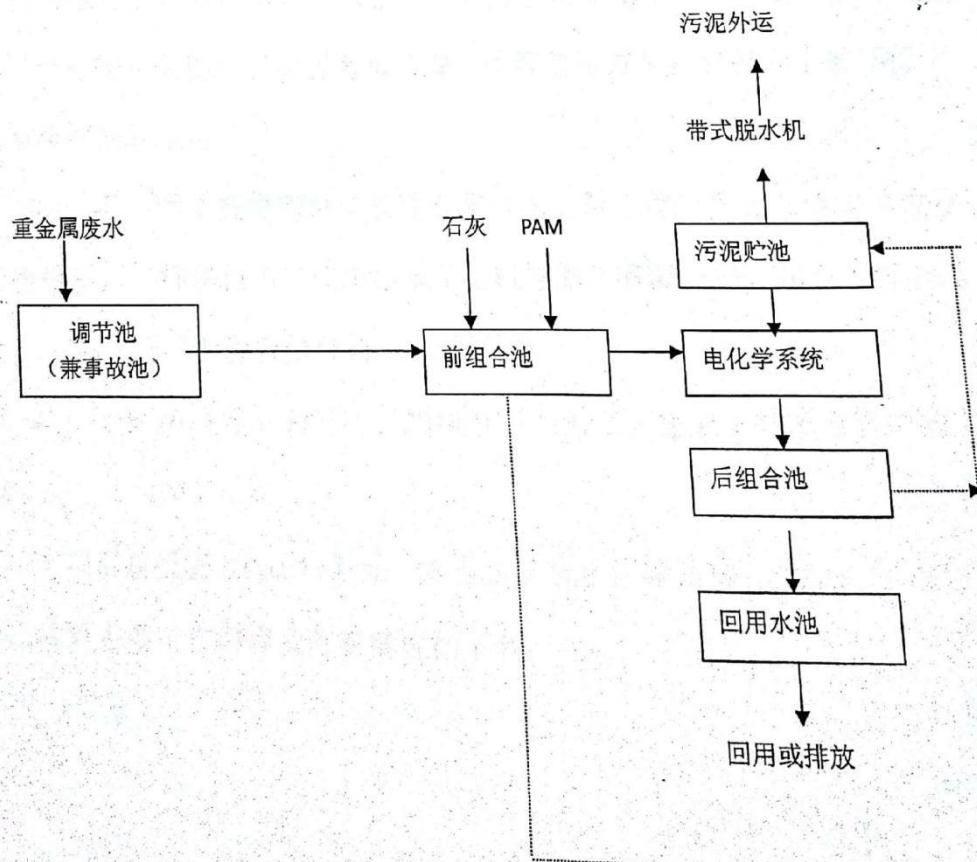 污泥外运
带式脱水机
重金属废水
石灰 PAM
污泥贮池
调节池
（兼事故池）
前组合池
电化学系统
后组合池
回用水池
回用或排放